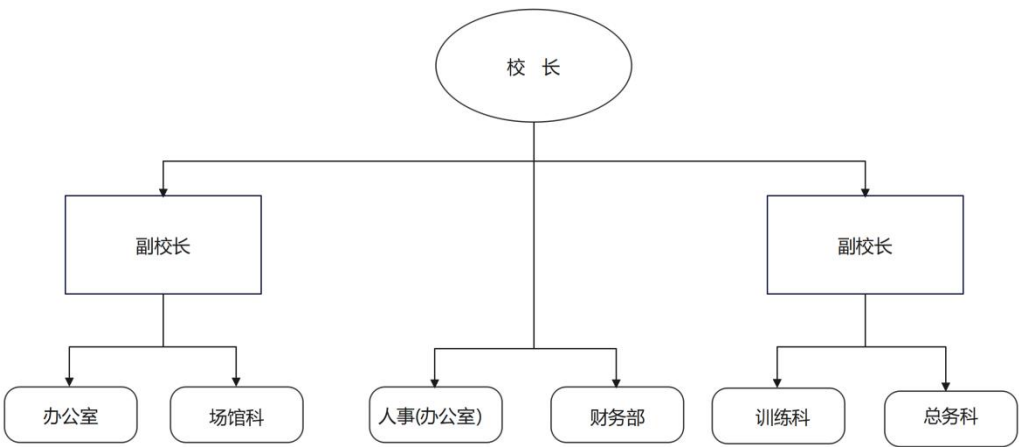 校 长
副校长
副校长
办公室
场馆科
人事(办公室)
财务部
训练科
总务科